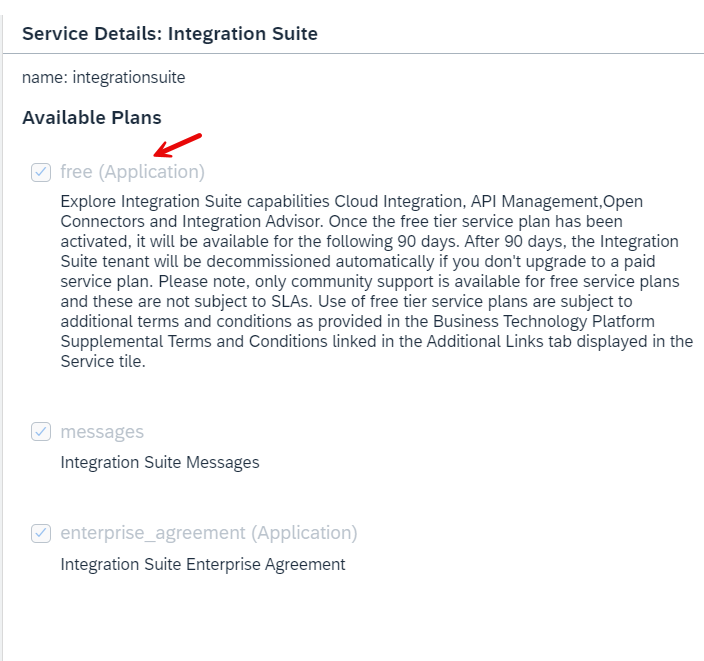 Service Details: Integration Suite
name: integrationsuite
Available Plans
free (Application)
Explore Integration Suite capabilities Cloud Integration, API Management,Open
Connectors and Integration Advisor. Once the free tier service plan has been
activated, it will be available for the following 90 days. After 90 days, the Integration
Suite tenant will be decommissioned automatically if you don't upgrade to a paid
service plan. Please note, only community support is available for free service plans
and these are not subject to SLAs. Use of free tier service plans are subject to
additional terms and conditions as provided in the Business Technology Platform
Supplemental Terms and Conditions linked in the Additional Links tab displayed in the
Service tile.
messages
Integration Suite Messages
enterprise_agreement (Application)
Integration Suite Enterprise Agreement